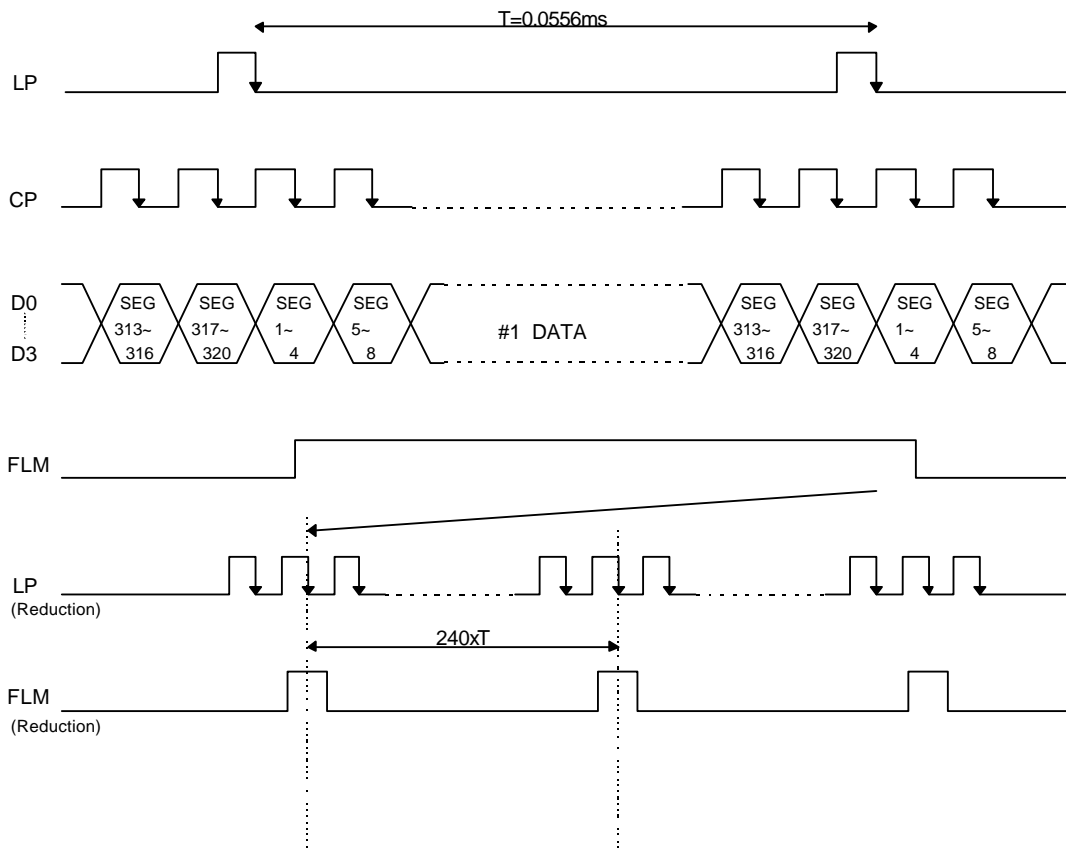 T=0.0556ms
LP
CP
D0
D3
SEG
313~
316
SEG
317~
320
SEG
1~
4
SEG
5~
8
#1 DATA
SEG
313~
316
SEG
317~
320
SEG
1~
4
SEG
5~
8
FLM
LP
(Reduction)
240xT
FLM
(Reduction)